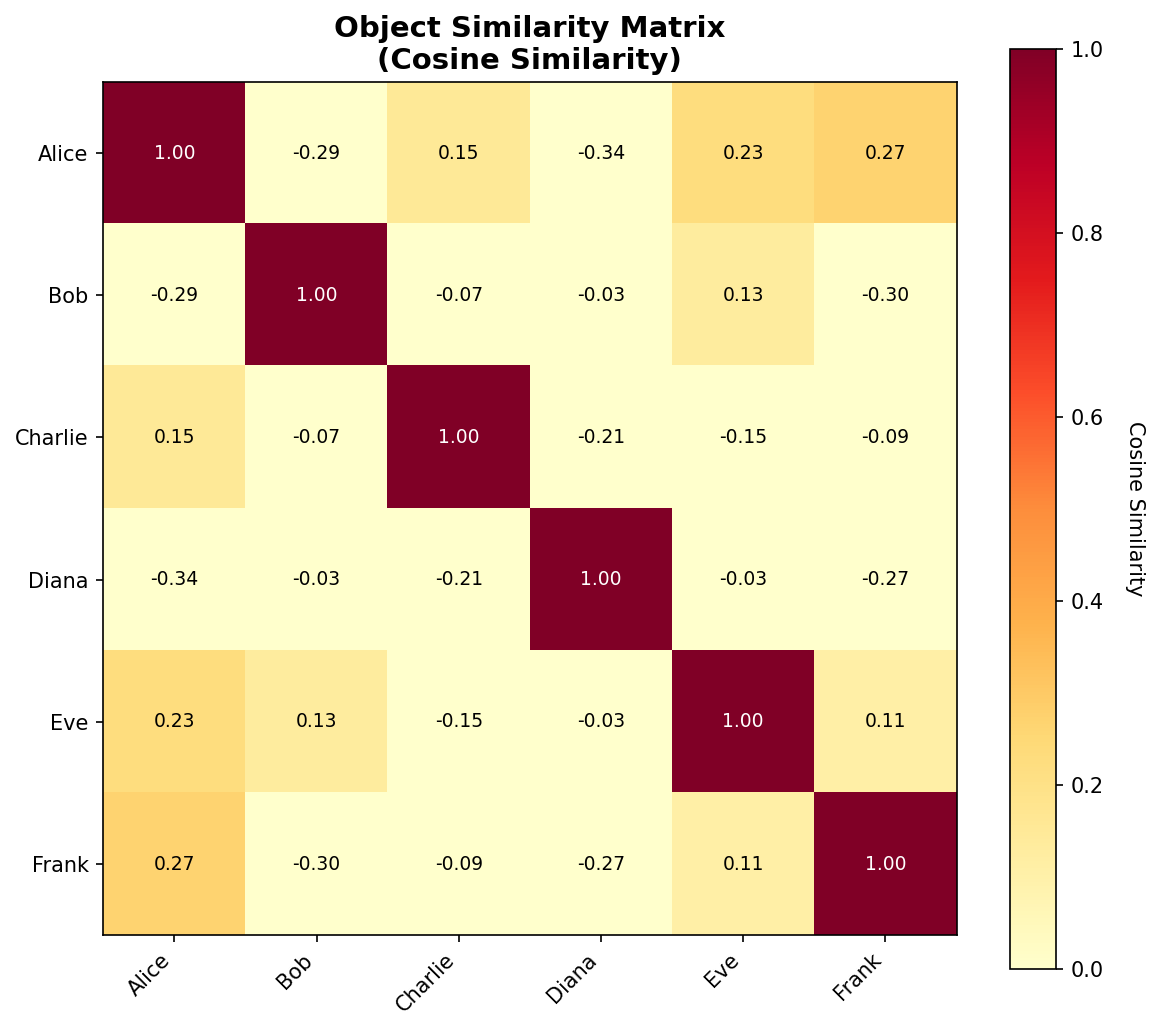 Object Similarity Matrix
(Cosine Similarity)
Alice 1.00 -0.29 0.15 -0.34 0.23 0.27
Bob -0.29 1.00 -0.07 -0.03 0.13 -0.30
Charlie 0.15 -0.07 1.00 -0.21 -0.15 -0.09
Diana -0.34 -0.03 -0.21 1.00 -0.03 -0.27
Eve 0.23 0.13 -0.15 -0.03 1.00 0.11
Frank 0.27 -0.30 -0.09 -0.27 0.11 1.00
Alice Bob Charlie Diana Eve Frank
1.0
0.8
0.6
0.4
0.2
0.0
Cosine Similarity